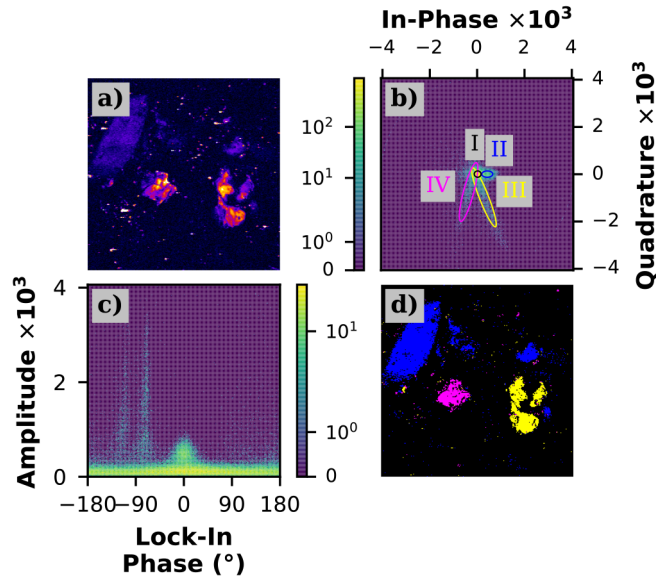 In-Phase ×10³
−4 −2 0 2 4
a)
10²
10¹
10⁰
0
b)
I
II
III
IV
4
2
0
−2
−4
Quadrature ×10³
c)
Amplitude ×10³
4
2
0
−180 −90 0 90 180
Lock-In
Phase (°)
10¹
10⁰
0
d)